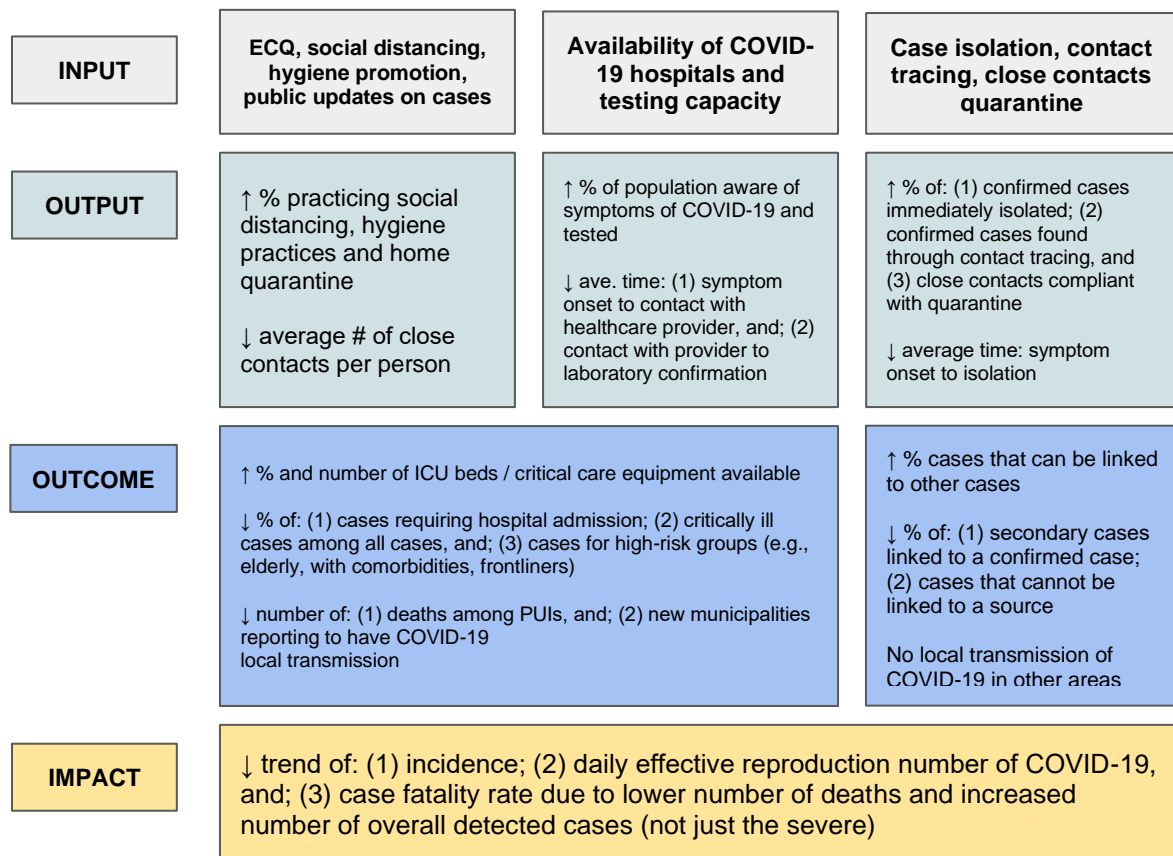 INPUT
ECQ, social distancing,
hygiene promotion,
public updates on cases
Availability of COVID-
19 hospitals and
testing capacity
Case isolation, contact
tracing, close contacts
quarantine
OUTPUT
↑ % practicing social
distancing, hygiene
practices and home
quarantine
↓ average # of close
contacts per person
↑ % of population aware of
symptoms of COVID-19 and
tested
↓ ave. time: (1) symptom
onset to contact with
healthcare provider, and; (2)
contact with provider to
laboratory confirmation
↑ % of: (1) confirmed cases
immediately isolated; (2)
confirmed cases found
through contact tracing, and
(3) close contacts compliant
with quarantine
↓ average time: symptom
onset to isolation
OUTCOME
↑ % and number of ICU beds / critical care equipment available
↓ % of: (1) cases requiring hospital admission; (2) critically ill
cases among all cases, and; (3) cases for high-risk groups (e.g.,
elderly, with comorbidities, frontliners)
↓ number of: (1) deaths among PUIs, and; (2) new municipalities
reporting to have COVID-19
local transmission
↑ % cases that can be linked
to other cases
↓ % of: (1) secondary cases
linked to a confirmed case;
(2) cases that cannot be
linked to a source
No local transmission of
COVID-19 in other areas
IMPACT
↓ trend of: (1) incidence; (2) daily effective reproduction number of COVID-19,
and; (3) case fatality rate due to lower number of deaths and increased
number of overall detected cases (not just the severe)